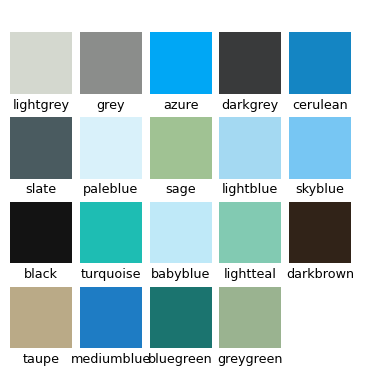 lightgrey grey azure darkgrey cerulean
slate paleblue sage lightblue skyblue
black turquoise babyblue lightteal darkbrown
taupe mediumblue bluegreen greygreen